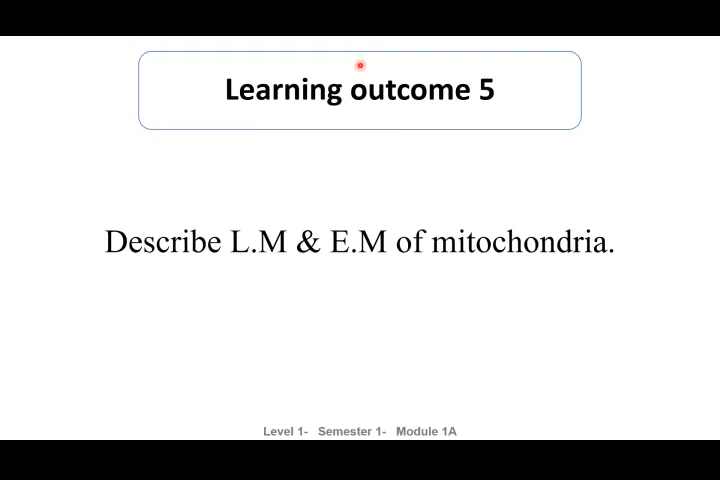 Learning outcome 5
Describe L.M & E.M of mitochondria.
Level 1- Semester 1- Module 1A